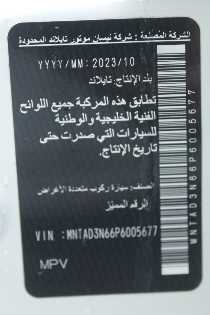 الشركة المُصنعة : شركة نيسان موتور تايلاند المحدودة
YYYY/MM: 2023/10
بلد الإنتاج: تايلاند
تطابق هذه المركبة جميع اللوائح
الفنية الخليجية والوطنية
للسيارات التي صدرت حتى
تاريخ الإنتاج.
الصنف: سيارة ركوب متعددة الأغراض
الرقم المميز
VIN :MNTAD3N66P6005677
MPV
MNTAD3N66P6005677